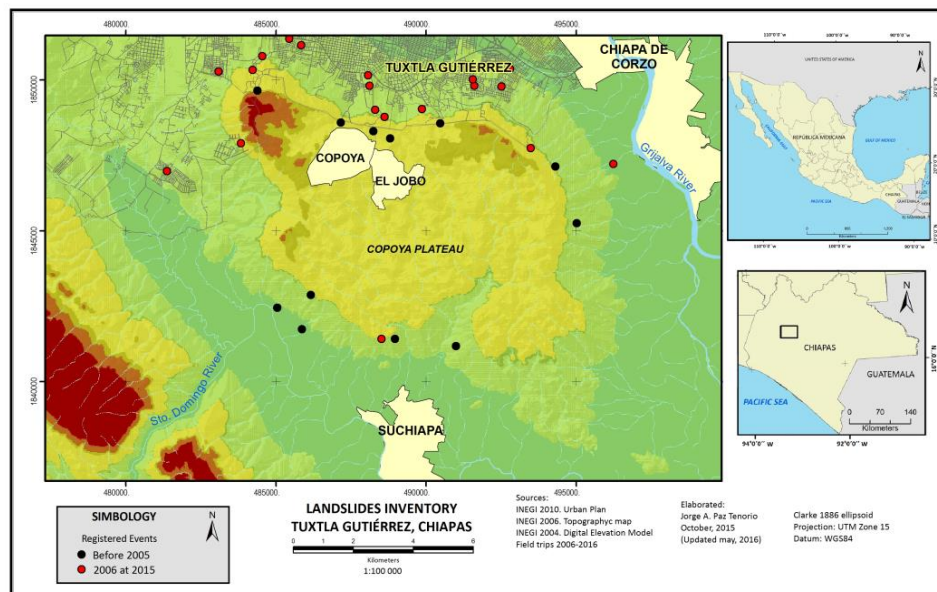 480000
485000
490000
495000
1850000
1845000
1840000
TUXTLA GUTIÉRREZ
CHIAPA DE
CORZO
COPOYA
EL JOBO
Grijalva River
COPOYA PLATEAU
Sto. Domingo River
SUCHIAPA
480000
485000
490000
495000
SIMBOLOGY
N
Registered Events
Before 2005
2006 at 2015
LANDSLIDES INVENTORY
TUXTLA GUTIÉRREZ, CHIAPAS
0 2 4 6
Kilometers
1:100 000
Sources:
INEGI 2010. Urban Plan
INEGI 2006. Topographyc map
INEGI 2004. Digital Elevation Model
Field trips 2006-2016
Elaborated:
Jorge A. Paz Tenorio
October, 2015
(Updated may, 2016)
Clarke 1886 ellipsoid
Projection: UTM Zone 15
Datum: WGS84
UNITED STATES OF AMERICA
N
REPÚBLICA MEXICANA
GULF OF MEXICO
PACIFIC SEA
CHIAPAS
GUATEMALA
Kilometers
N
CHIAPAS
GUATEMALA
PACIFIC SEA
0 70 140
Kilometers
94°0'0" W
92°0'0" W